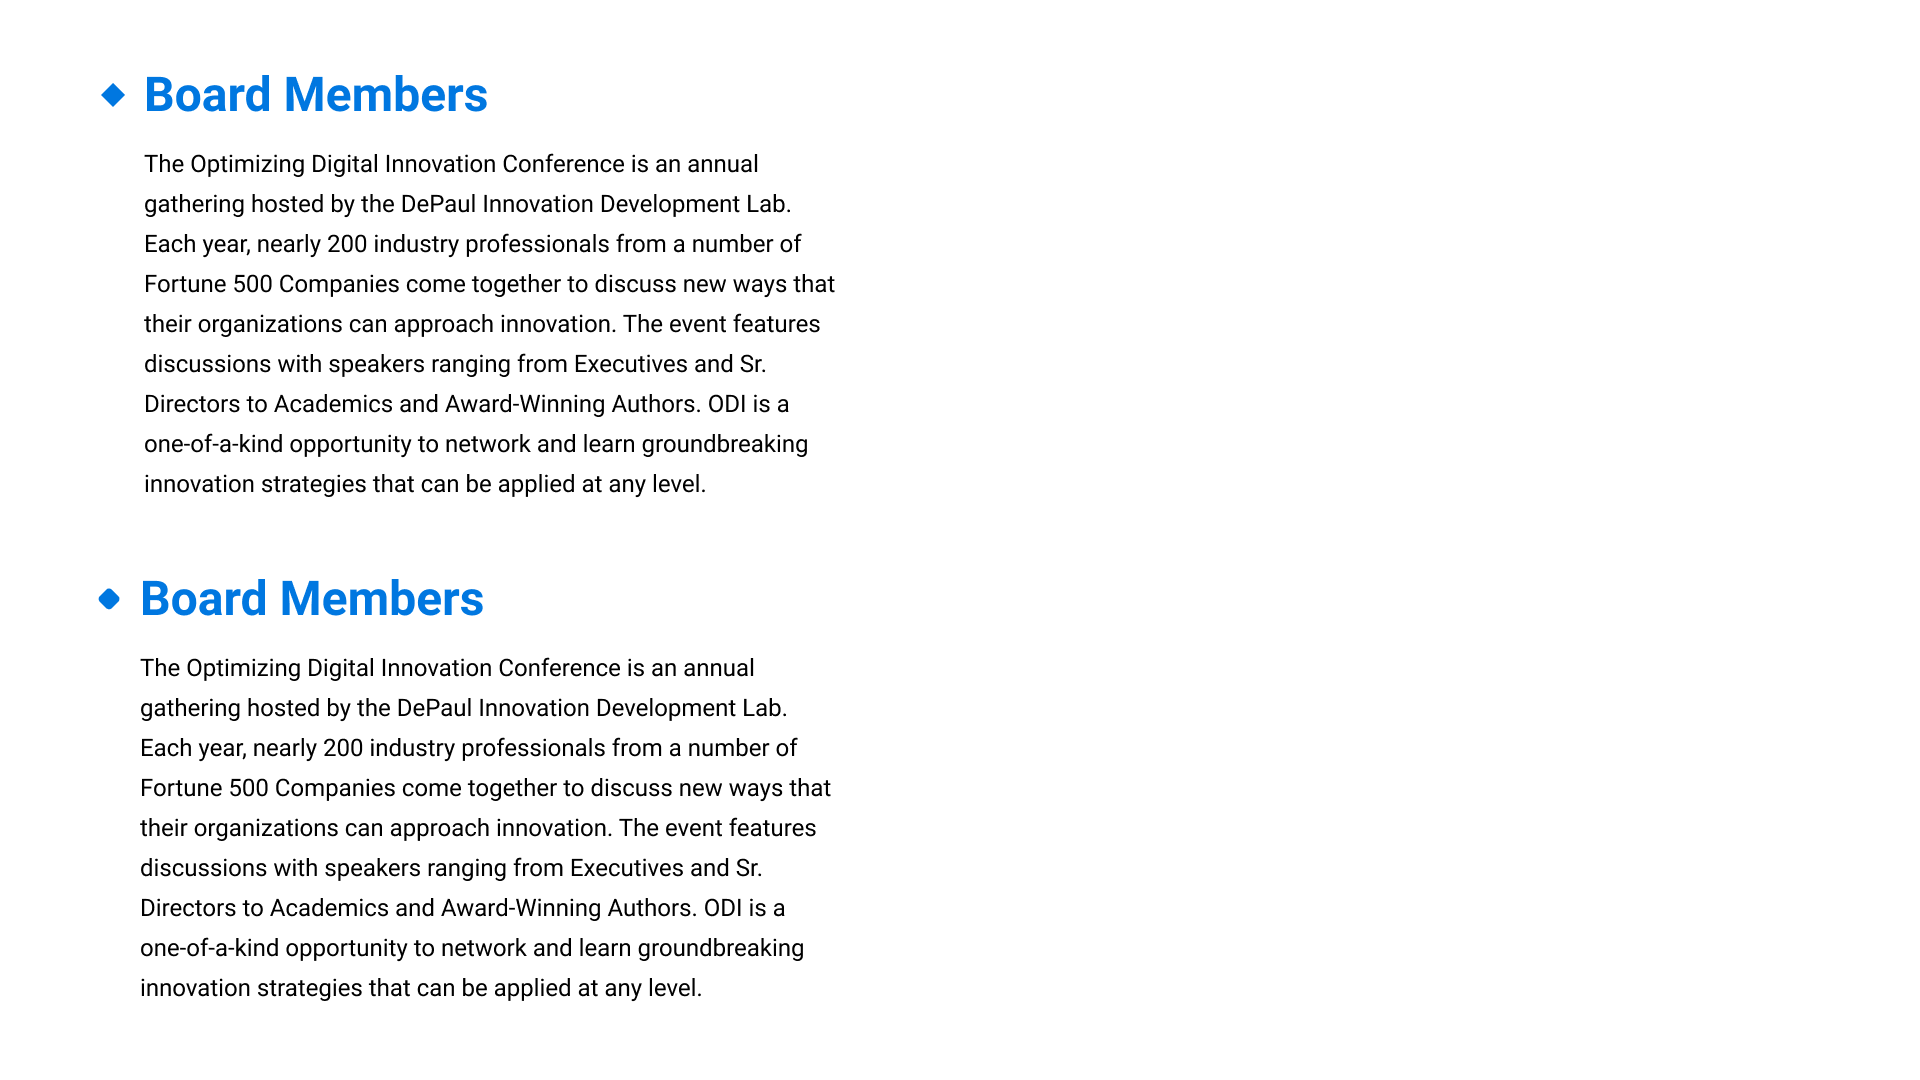 Board Members
The Optimizing Digital Innovation Conference is an annual
gathering hosted by the DePaul Innovation Development Lab.
Each year, nearly 200 industry professionals from a number of
Fortune 500 Companies come together to discuss new ways that
their organizations can approach innovation. The event features
discussions with speakers ranging from Executives and Sr.
Directors to Academics and Award-Winning Authors. ODI is a
one-of-a-kind opportunity to network and learn groundbreaking
innovation strategies that can be applied at any level.
Board Members
The Optimizing Digital Innovation Conference is an annual
gathering hosted by the DePaul Innovation Development Lab.
Each year, nearly 200 industry professionals from a number of
Fortune 500 Companies come together to discuss new ways that
their organizations can approach innovation. The event features
discussions with speakers ranging from Executives and Sr.
Directors to Academics and Award-Winning Authors. ODI is a
one-of-a-kind opportunity to network and learn groundbreaking
innovation strategies that can be applied at any level.